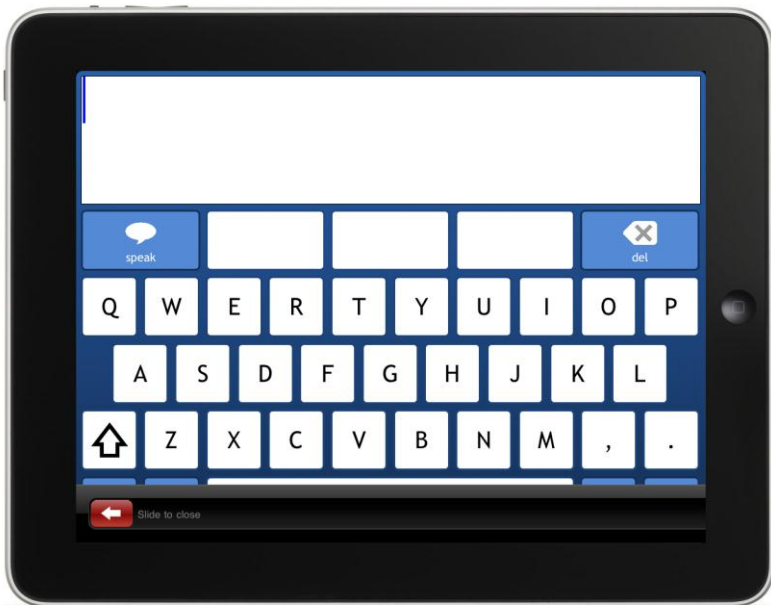 speak del
Q W E R T Y U I O P
A S D F G H J K L
Z X C V B N M , .
Slide to close